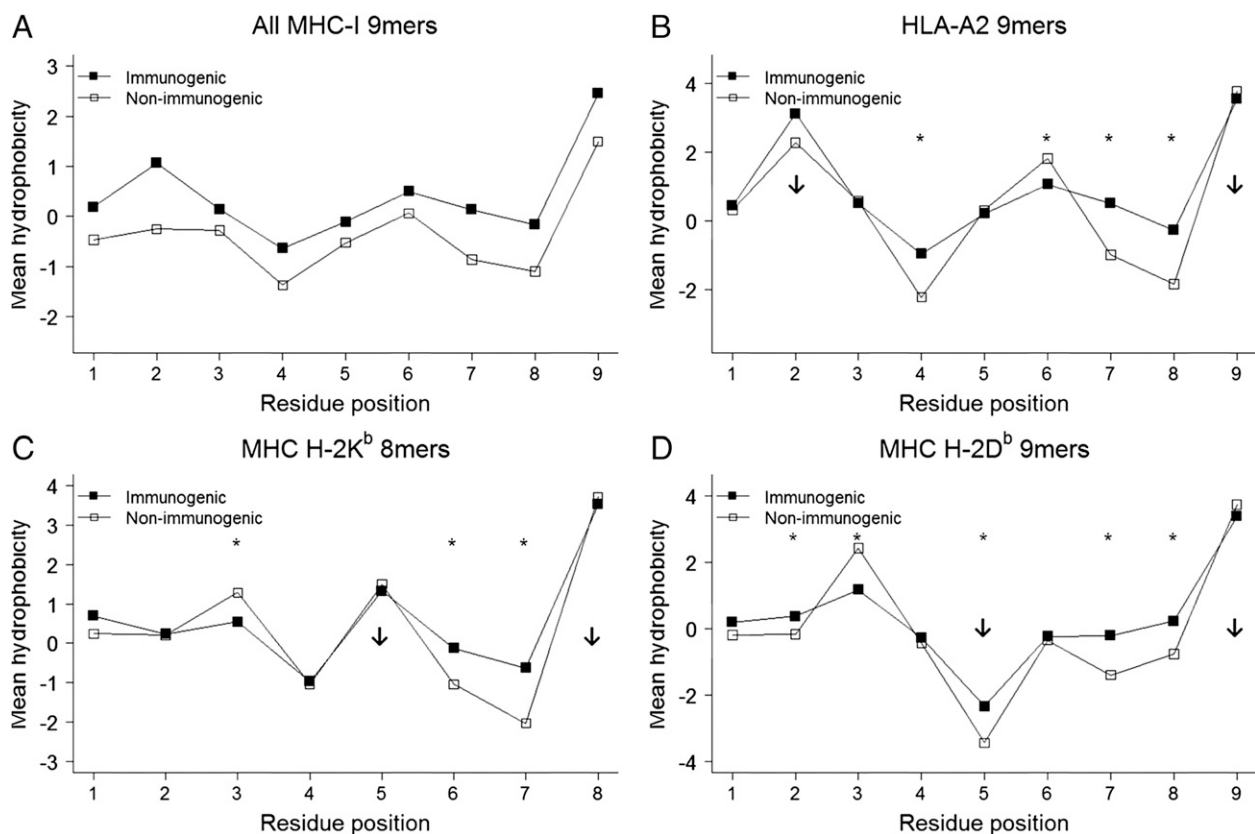 A
All MHC-I 9mers
Immunogenic
Non-immunogenic
Mean hydrophobicity
3
2
1
0
-1
-2
1 2 3 4 5 6 7 8 9
Residue position
B
HLA-A2 9mers
Immunogenic
Non-immunogenic
Mean hydrophobicity
4
2
0
-2
* * * *
1 2 3 4 5 6 7 8 9
Residue position
C
MHC H-2Kᵇ 8mers
Immunogenic
Non-immunogenic
Mean hydrophobicity
4
3
2
1
0
-1
-2
-3
* * *
1 2 3 4 5 6 7 8
Residue position
D
MHC H-2Dᵇ 9mers
Immunogenic
Non-immunogenic
Mean hydrophobicity
4
2
0
-2
-4
* * * * *
1 2 3 4 5 6 7 8 9
Residue position